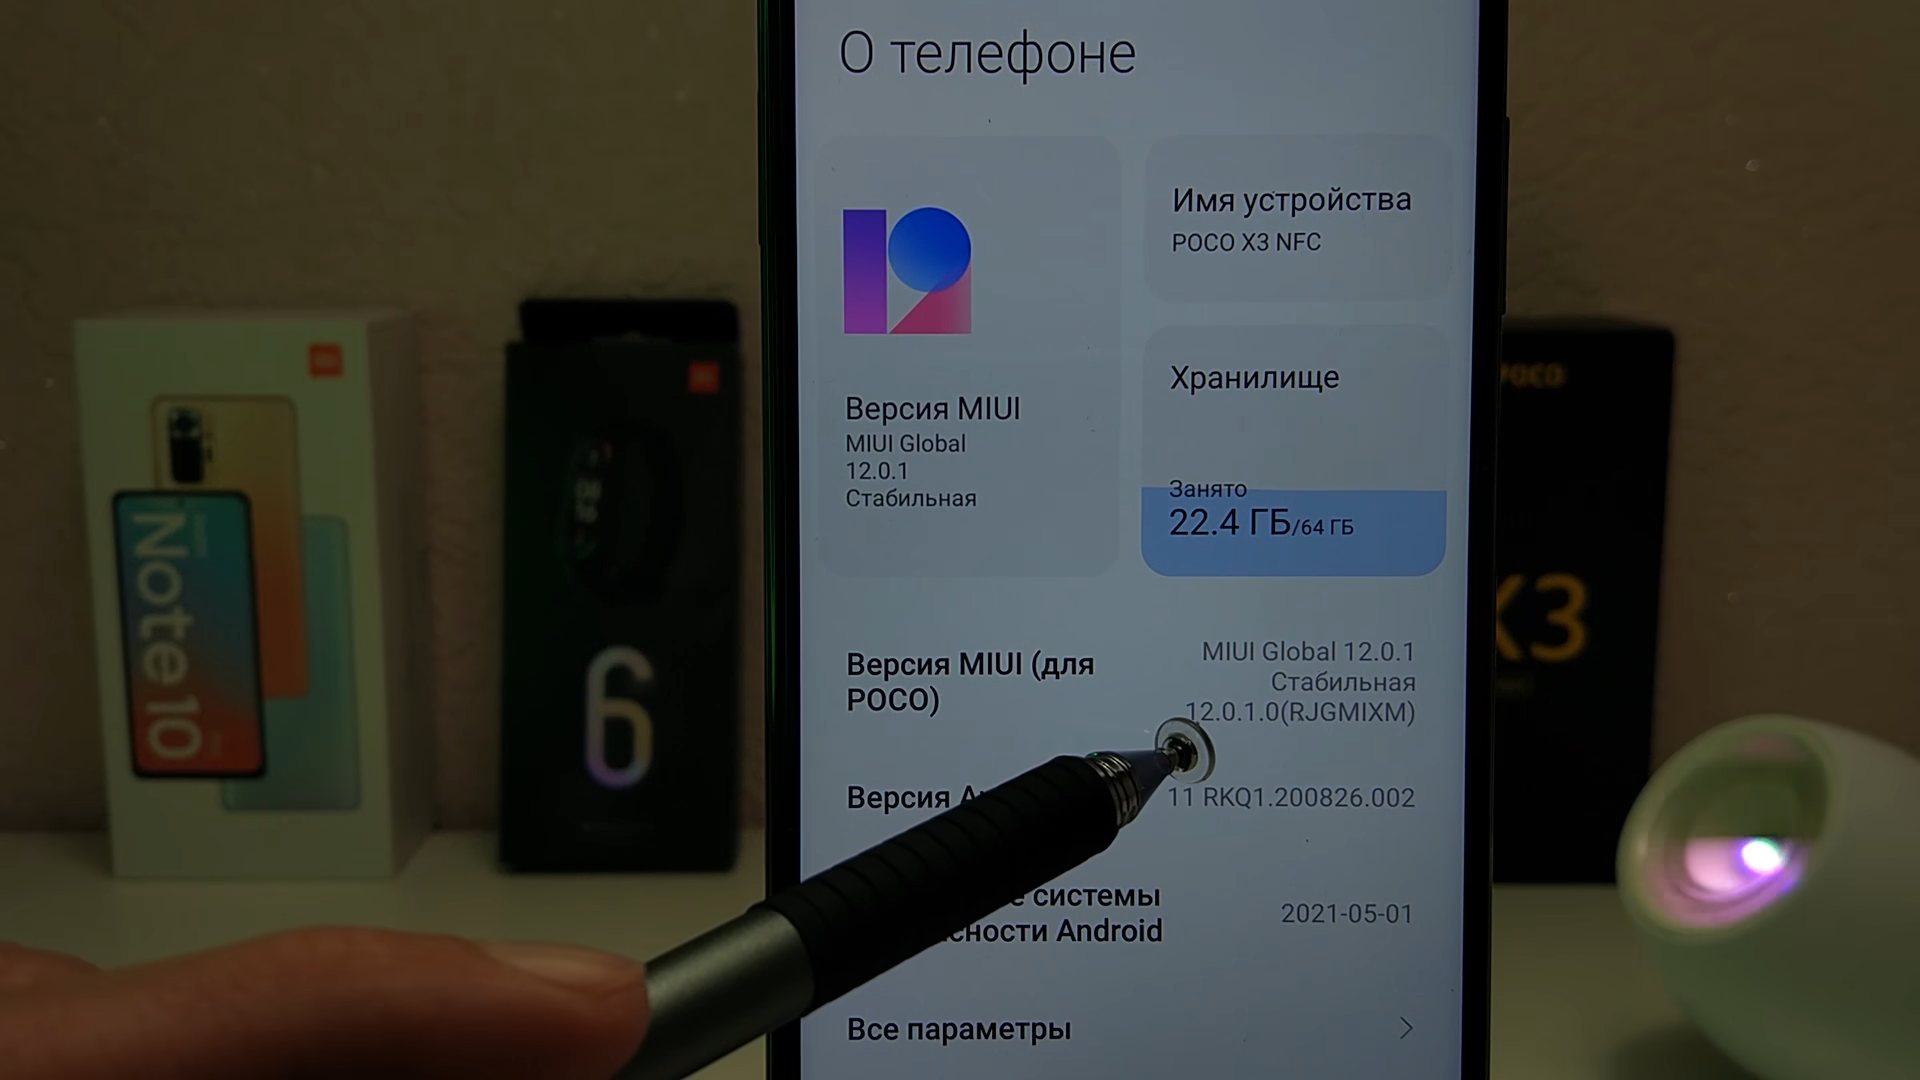 О телефоне
Имя устройства
POCO X3 NFC
Версия MIUI
MIUI Global
12.0.1
Стабильная
Хранилище
Занято
22.4 ГБ/64 ГБ
Версия MIUI (для
POCO)
MIUI Global 12.0.1
Стабильная
12.0.1.0(RJGMIXM)
Версия
11 RKQ1.200826.002
системы
Android
2021-05-01
Все параметры
Note 10
6
POCO
X3